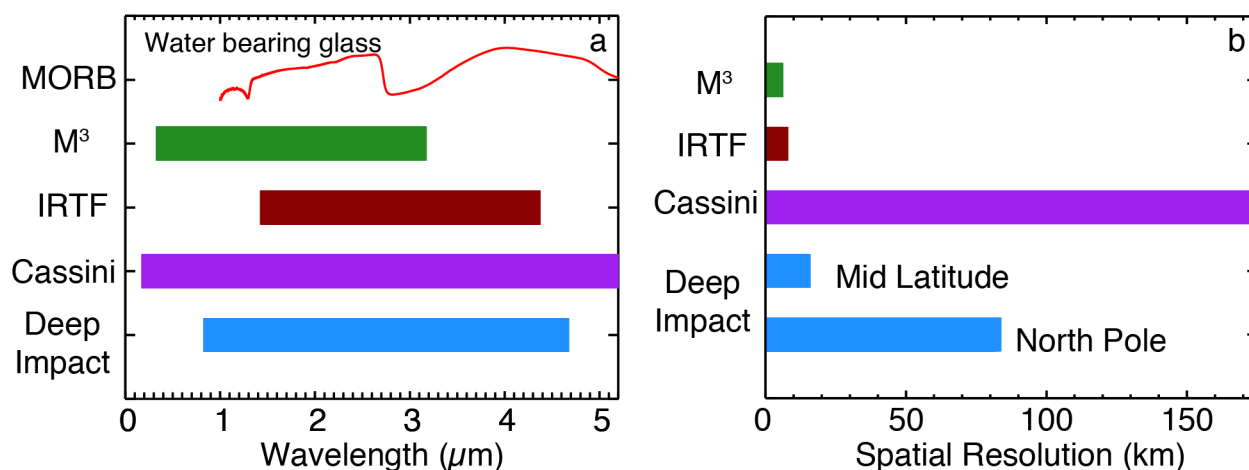 Water bearing glass
a
MORB
M³
IRTF
Cassini
Deep
Impact
0 1 2 3 4 5
Wavelength (µm)
b
M³
IRTF
Cassini
Deep
Impact
Mid Latitude
North Pole
0 50 100 150
Spatial Resolution (km)